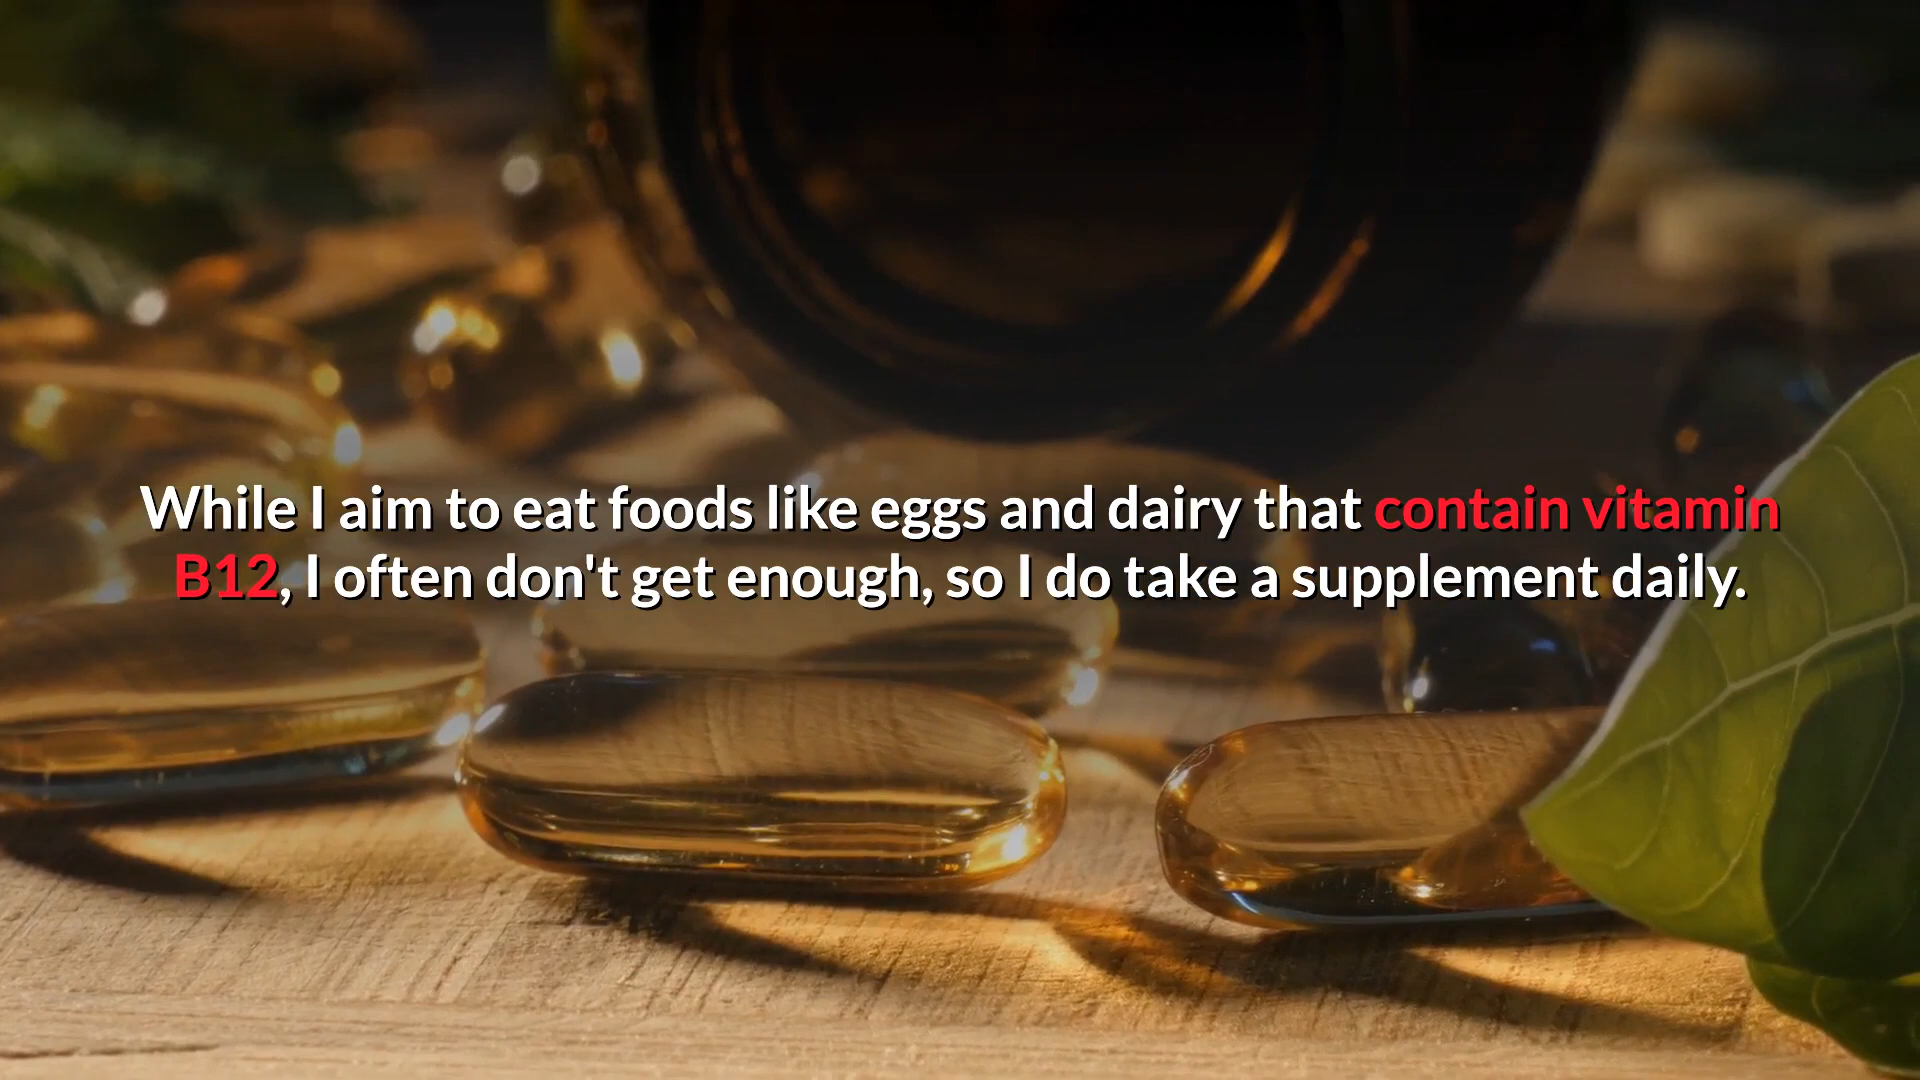 While I aim to eat foods like eggs and dairy that contain vitamin
B12, I often don't get enough, so I do take a supplement daily.